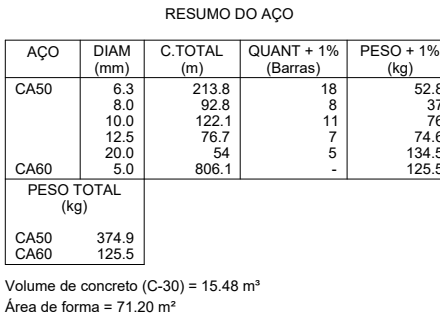 RESUMO DO AÇO
AÇO DIAM C.TOTAL QUANT + 1% PESO + 1%
(mm) (m) (Barras) (kg)
CA50 6.3 213.8 18 52.8
8.0 92.8 8 37
10.0 122.1 11 76
12.5 76.7 7 74.6
20.0 54 5 134.5
CA60 5.0 806.1 - 125.5
PESO TOTAL
(kg)
CA50 374.9
CA60 125.5
Volume de concreto (C-30) = 15.48 m³
Área de forma = 71.20 m²